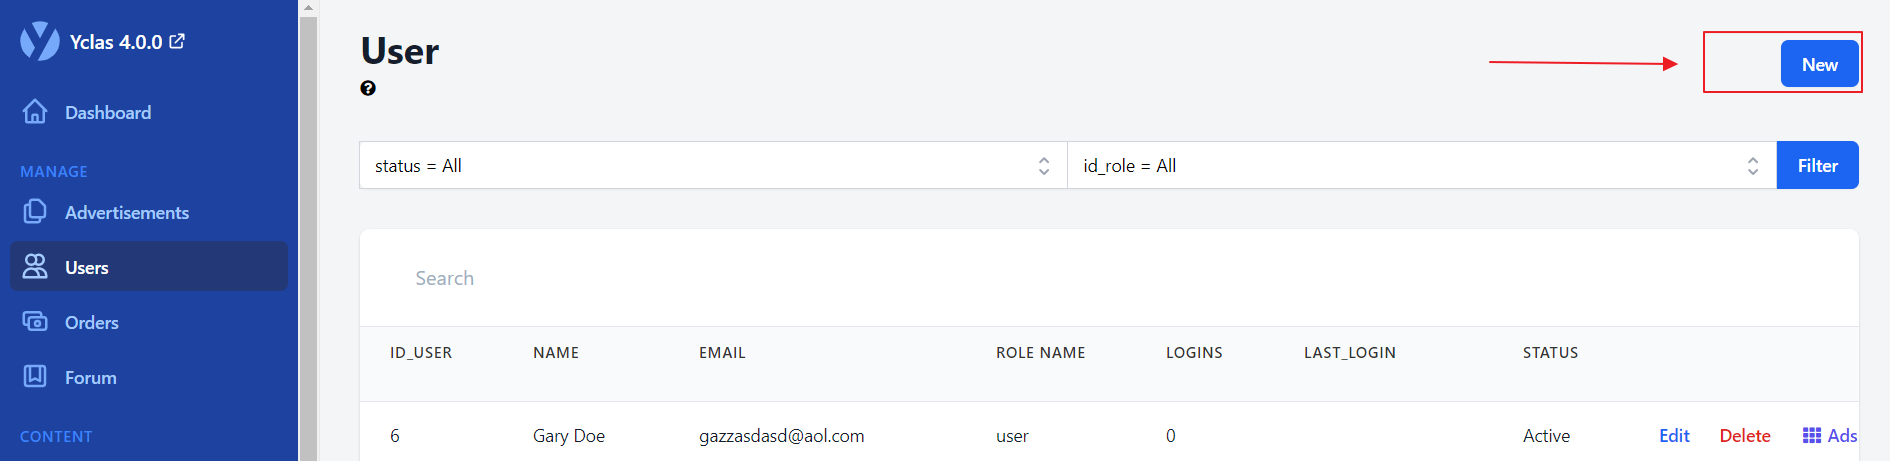 Yclas 4.0.0
Dashboard
MANAGE
Advertisements
Users
Orders
Forum
CONTENT
User
?
New
status = All
id_role = All
Filter
Search
ID_USER NAME EMAIL ROLE NAME LOGINS LAST_LOGIN STATUS
6 Gary Doe gazzasdasd@aol.com user 0 Active Edit Delete Ads